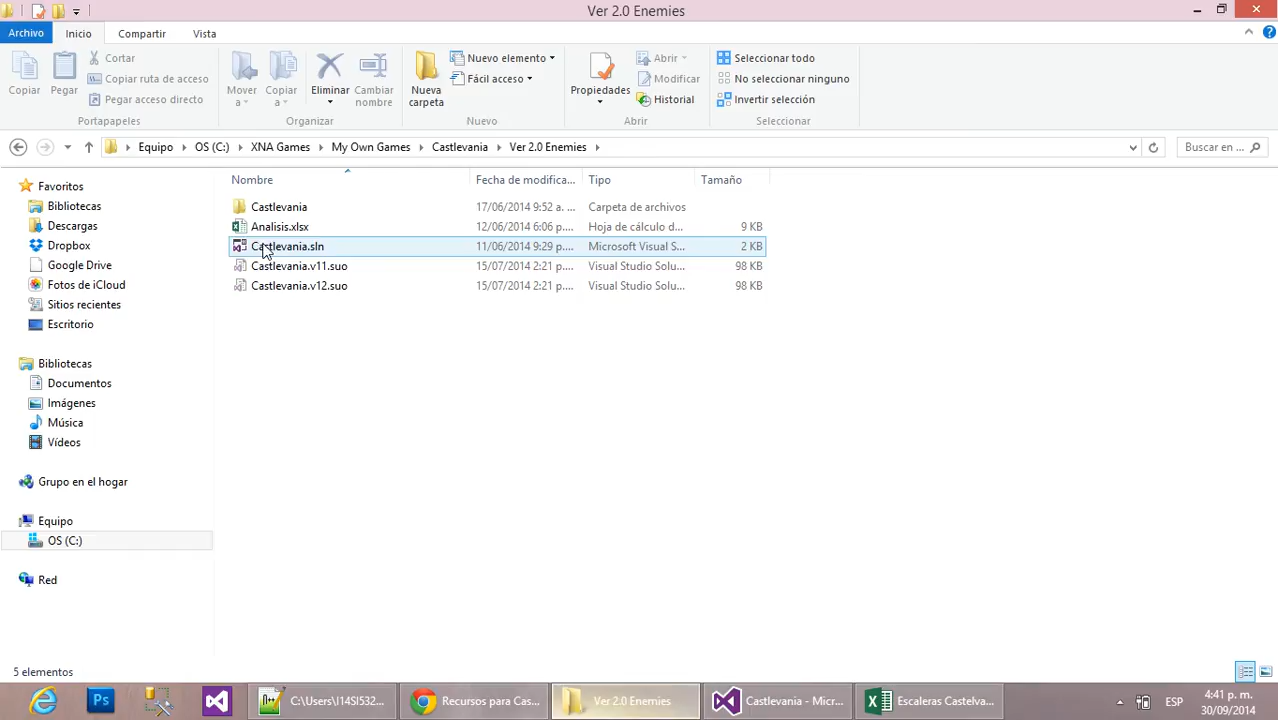 Ver 2.0 Enemies
Archivo
Inicio
Compartir
Vista
Copiar
Pegar
Cortar
Copiar ruta de acceso
Pegar acceso directo
Portapapeles
Mover a
Copiar a
Eliminar
Cambiar nombre
Organizar
Nueva carpeta
Nuevo elemento
Fácil acceso
Nuevo
Propiedades
Abrir
Modificar
Historial
Abrir
Seleccionar todo
No seleccionar ninguno
Invertir selección
Seleccionar
Equipo
OS (C:)
XNA Games
My Own Games
Castlevania
Ver 2.0 Enemies
Buscar en ...
Favoritos
Bibliotecas
Descargas
Dropbox
Google Drive
Fotos de iCloud
Sitios recientes
Escritorio
Bibliotecas
Documentos
Imágenes
Música
Vídeos
Grupo en el hogar
Equipo
OS (C:)
Red
Nombre Fecha de modifica... Tipo Tamaño
Castlevania 17/06/2014 9:52 a. ... Carpeta de archivos
Analisis.xlsx 12/06/2014 6:06 p.... Hoja de cálculo d... 9 KB
Castlevania.sln 11/06/2014 9:29 p.... Microsoft Visual S... 2 KB
Castlevania.v11.suo 15/07/2014 2:21 p.... Visual Studio Solu... 98 KB
Castlevania.v12.suo 15/07/2014 2:21 p.... Visual Studio Solu... 98 KB
5 elementos
Ps
C:\Users\I14SI532...
Recursos para Cas...
Ver 2.0 Enemies
Castlevania - Micr...
Escaleras Castelva...
ESP
4:41 p. m.
30/09/2014